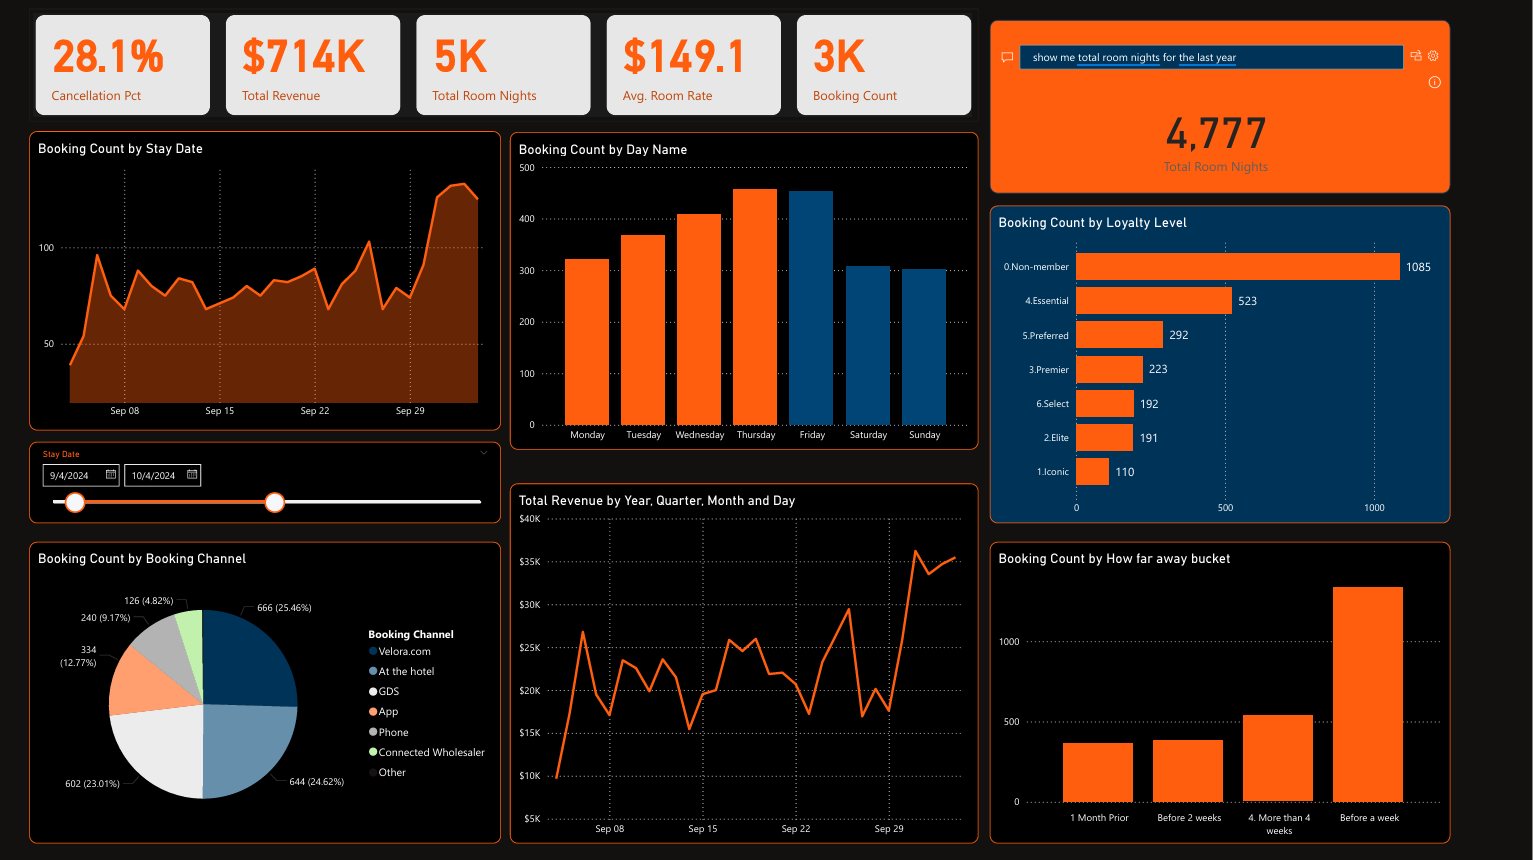 28.1%
Cancellation Pct
$714K
Total Revenue
5K
Total Room Nights
$149.1
Avg. Room Rate
3K
Booking Count
show me total room nights for the last year
4,777
Total Room Nights
Booking Count by Stay Date
100
50
Sep 08
Sep 15
Sep 22
Sep 29
Booking Count by Day Name
500
400
300
200
100
0
Monday
Tuesday
Wednesday
Thursday
Friday
Saturday
Sunday
Booking Count by Loyalty Level
0.Non-member
1085
4.Essential
523
5.Preferred
292
3.Premier
223
6.Select
192
2.Elite
191
1.Iconic
110
0
500
1000
Stay Date
9/4/2024
10/4/2024
Booking Count by Booking Channel
126 (4.82%)
666 (25.46%)
240 (9.17%)
334
(12.77%)
602 (23.01%)
644 (24.62%)
Booking Channel
Velora.com
At the hotel
GDS
App
Phone
Connected Wholesaler
Other
Total Revenue by Year, Quarter, Month and Day
$40K
$35K
$30K
$25K
$20K
$15K
$10K
$5K
Sep 08
Sep 15
Sep 22
Sep 29
Booking Count by How far away bucket
1000
500
0
1 Month Prior
Before 2 weeks
4. More than 4
weeks
Before a week